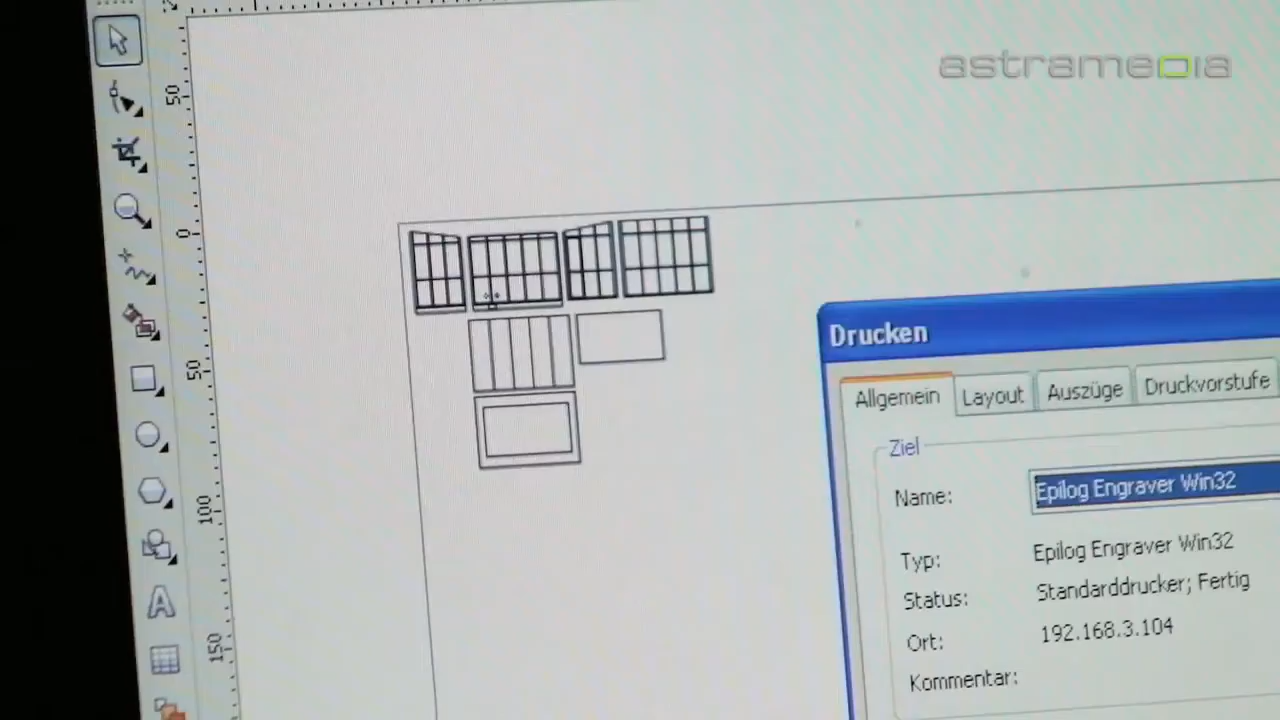 astramedia
50
0
50
100
150
Drucken
Allgemein
Layout
Auszüge
Druckvorstufe
Ziel
Name:
Epilog Engraver Win32
Typ:
Epilog Engraver Win32
Status:
Standarddrucker; Fertig
Ort:
192.168.3.104
Kommentar: